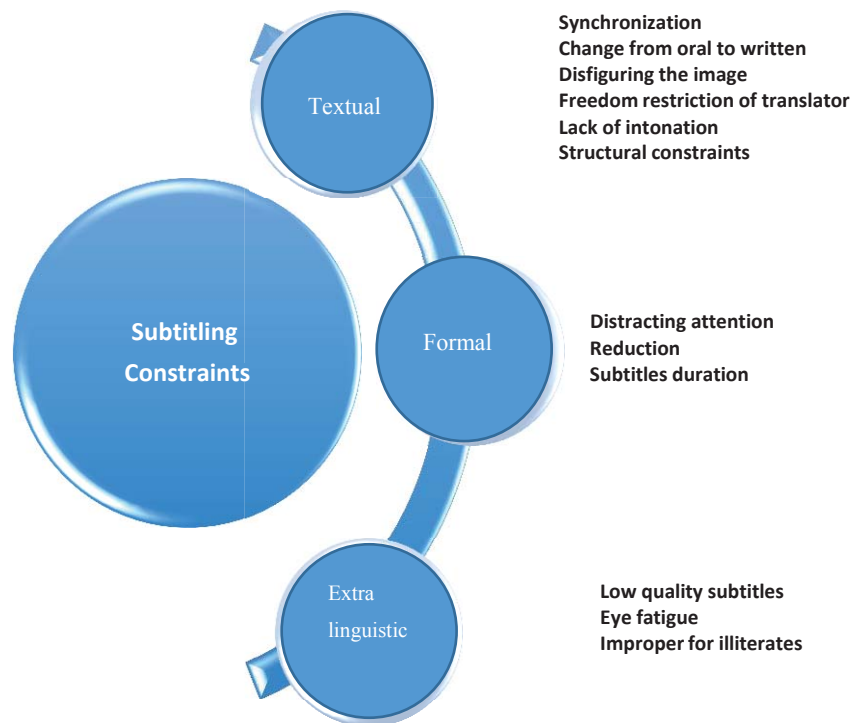 Subtitling
Constraints
Textual
Synchronization
Change from oral to written
Disfiguring the image
Freedom restriction of translator
Lack of intonation
Structural constraints
Formal
Distracting attention
Reduction
Subtitles duration
Extra
linguistic
Low quality subtitles
Eye fatigue
Improper for illiterates